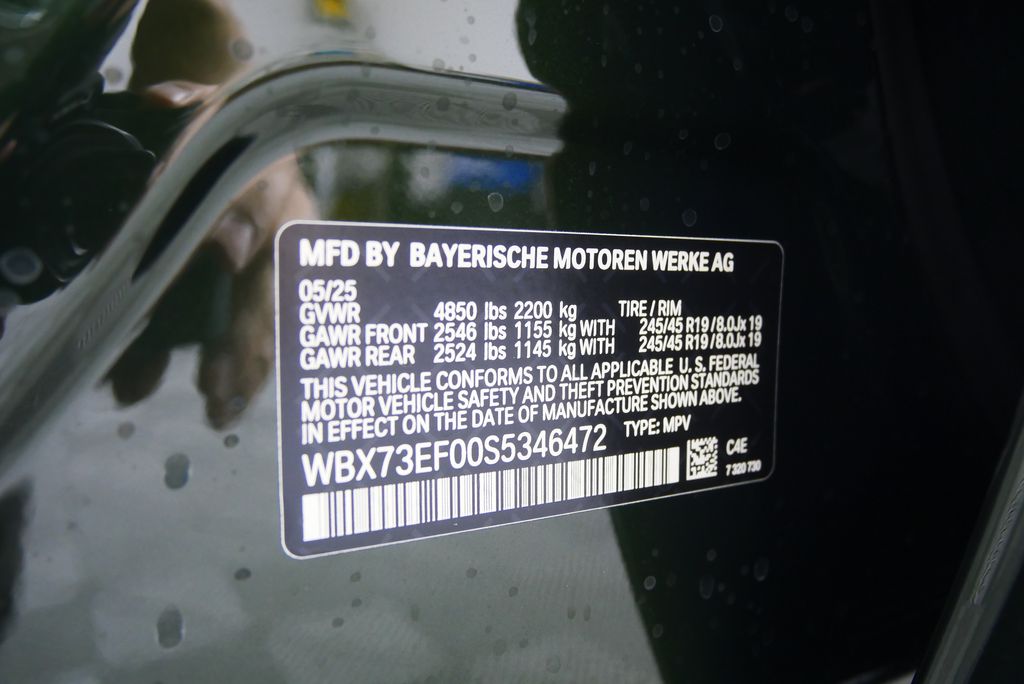 MFD BY BAYERISCHE MOTOREN WERKE AG
05/25
GVWR 4850 lbs 2200 kg TIRE / RIM
GAWR FRONT 2546 lbs 1155 kg WITH 245/45 R19 /8.0Jx 19
GAWR REAR 2524 lbs 1145 kg WITH 245/45 R19 /8.0Jx 19
THIS VEHICLE CONFORMS TO ALL APPLICABLE U. S. FEDERAL
MOTOR VEHICLE SAFETY AND THEFT PREVENTION STANDARDS
IN EFFECT ON THE DATE OF MANUFACTURE SHOWN ABOVE.
WBX73EF00S5346472 TYPE: MPV
C4E
7 320 730